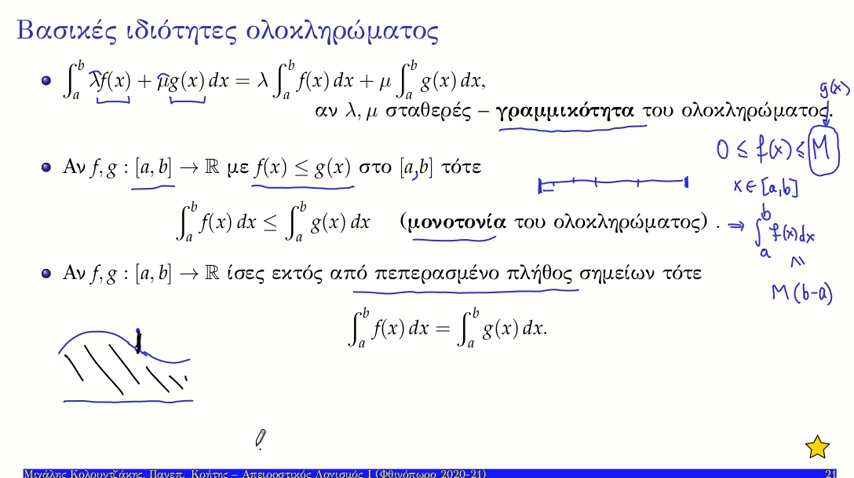 Βασικές ιδιότητες ολοκληρώματος
• ∫_a^b λf(x) + μg(x) dx = λ ∫_a^b f(x) dx + μ ∫_a^b g(x) dx,
αν λ, μ σταθερές – γραμμικότητα του ολοκληρώματος.
g(x)
0 ≤ f(x) ≤ M
x ∈ [a,b]
• Αν f, g : [a, b] → ℝ με f(x) ≤ g(x) στο [a, b] τότε
∫_a^b f(x) dx ≤ ∫_a^b g(x) dx (μονοτονία του ολοκληρώματος) .
⇒ ∫_a^b f(x)dx
≤
M(b-a)
• Αν f, g : [a, b] → ℝ ίσες εκτός από πεπερασμένο πλήθος σημείων τότε
∫_a^b f(x) dx = ∫_a^b g(x) dx.
Μιχάλης Κολουντζάκης, Πανεπ. Κρήτης – Απειροστικός Λογισμός Ι (Φθινόπωρο 2020-21) 21